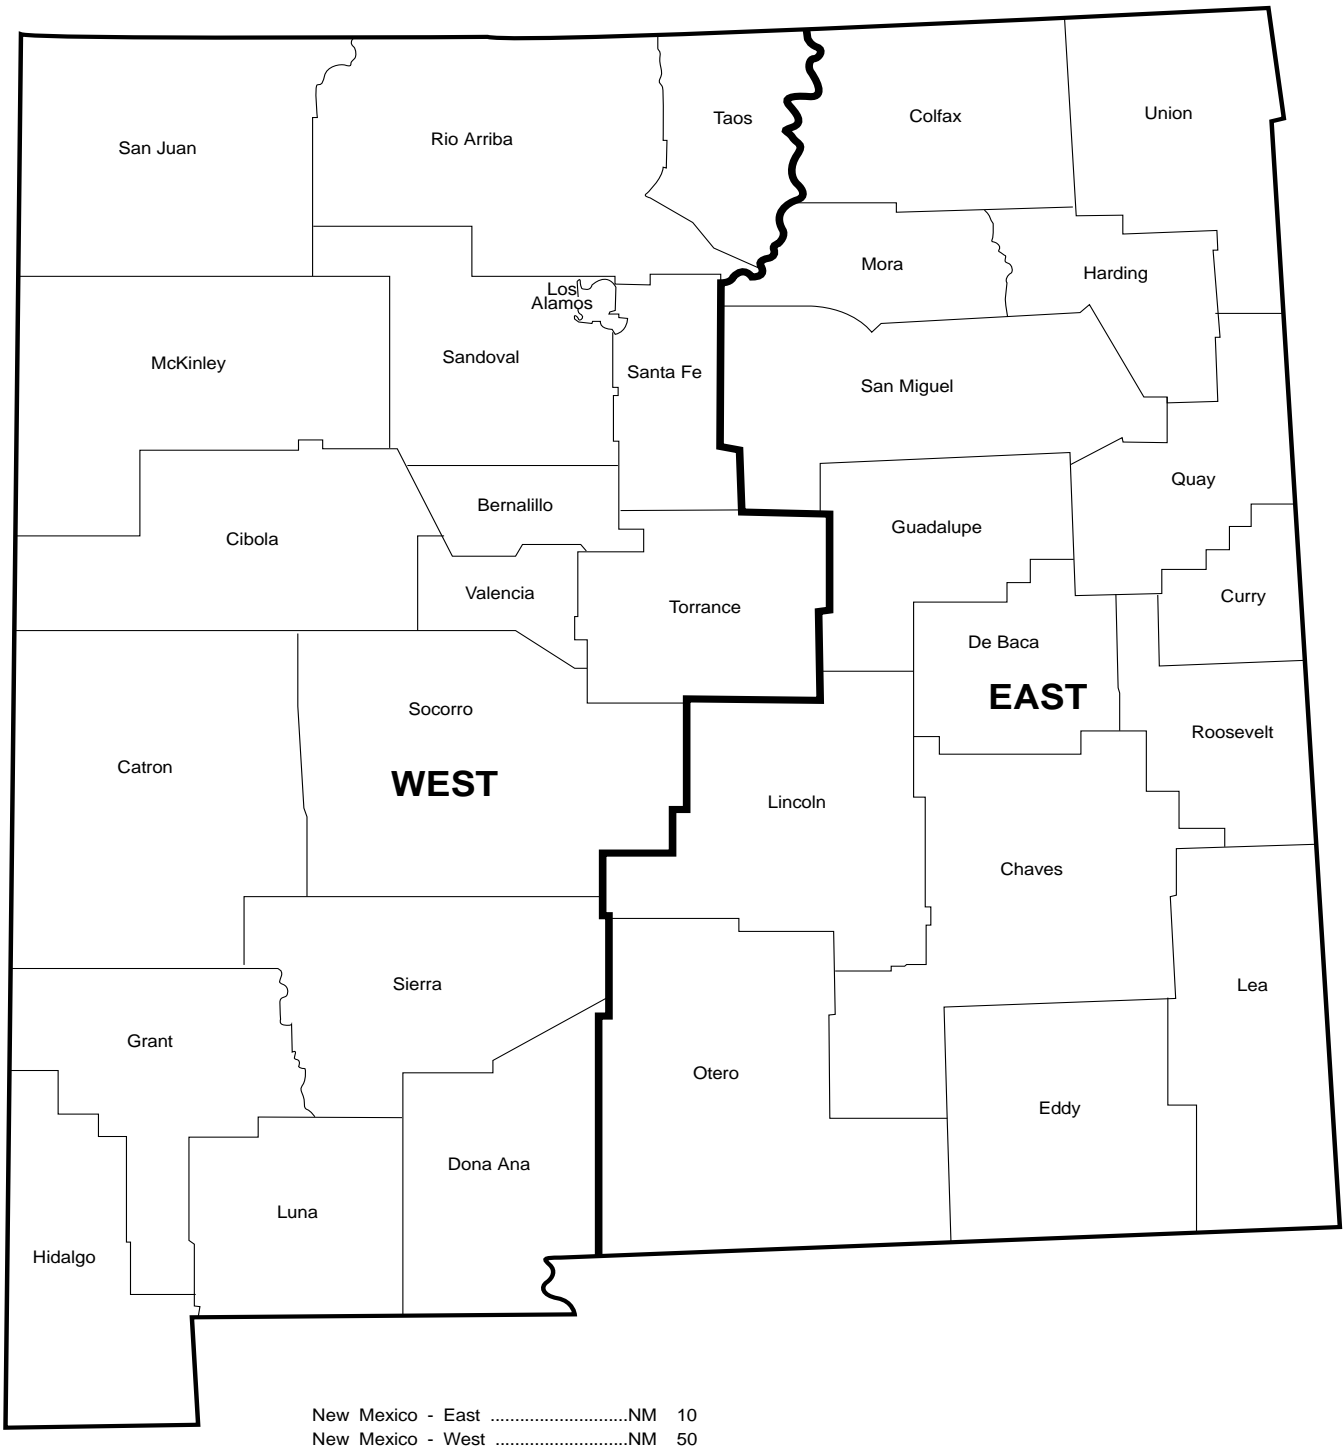 Taos
Colfax
Union
San Juan
Rio Arriba
Mora
Harding
Los
Alamos
McKinley
Sandoval
Santa Fe
San Miguel
Quay
Bernalillo
Guadalupe
Cibola
Valencia
Torrance
Curry
De Baca
EAST
Socorro
Roosevelt
Catron
WEST
Lincoln
Chaves
Sierra
Lea
Grant
Otero
Eddy
Dona Ana
Luna
Hidalgo
New Mexico - East ............................NM 10
New Mexico - West ...........................NM 50